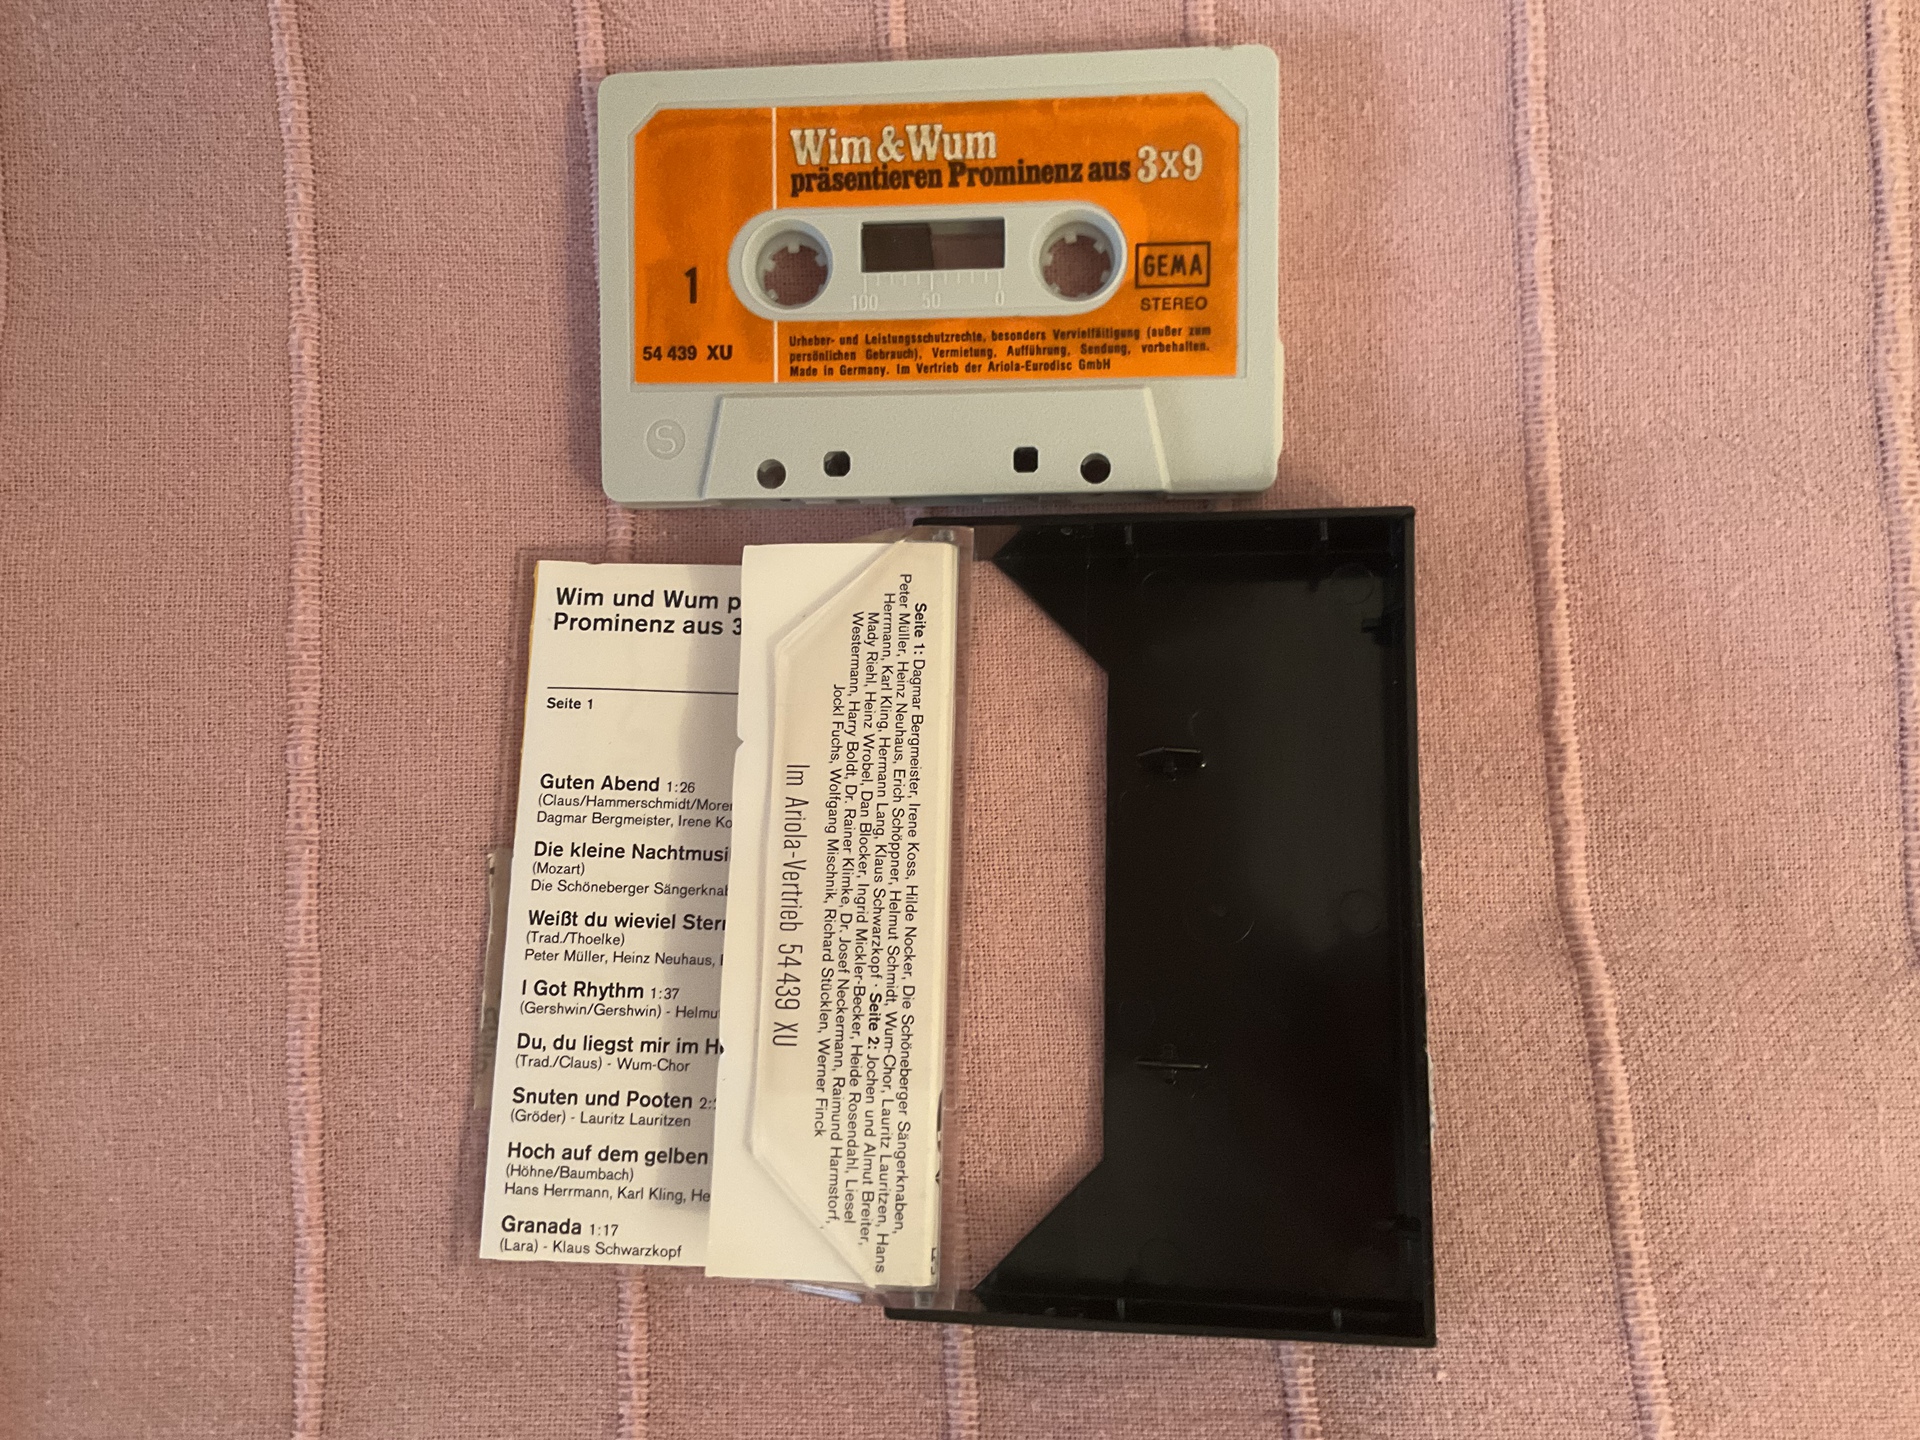 Wim & Wum
präsentieren Prominenz aus 3x9
1
100 50 0
GEMA
STEREO
54 439 XU
Urheber- und Leistungsschutzrechte, besonders Vervielfältigung (außer zum
persönlichen Gebrauch), Vermietung, Aufführung, Sendung, vorbehalten.
Made in Germany. Im Vertrieb der Ariola-Eurodisc GmbH
S
Wim und Wum p
Prominenz aus 3
Seite 1
Guten Abend 1:26
(Claus/Hammerschmidt/More
Dagmar Bergmeister, Irene Ko
Die kleine Nachtmusi
(Mozart)
Die Schöneberger Sängerkna
Weißt du wieviel Ster
(Trad./Thoelke)
Peter Müller, Heinz Neuhaus,
I Got Rhythm 1:37
(Gershwin/Gershwin) - Helmu
Du, du liegst mir im H
(Trad./Claus) - Wum-Chor
Snuten und Pooten 2:
(Gröder) - Lauritz Lauritzen
Hoch auf dem gelben
(Höhne/Baumbach)
Hans Herrmann, Karl Kling, He
Granada 1:17
(Lara) - Klaus Schwarzkopf
Seite 1: Dagmar Bergmeister, Irene Koss, Hilde Nocker, Die Schöneberger Sängerknaben,
Peter Müller, Heinz Neuhaus, Erich Schöppner, Helmut Schmidt, Wum-Chor, Lauritz Lauritzen, Hans
Herrmann, Karl Kling, Hermann Lang, Klaus Schwarzkopf · Seite 2: Jochen und Almut Breiter,
Mady Riehl, Heinz Wrobel, Dan Blocker, Ingrid Mickler-Becker, Heide Rosendahl, Liesel
Westermann, Harry Boldt, Dr. Rainer Klimke, Dr. Josef Neckermann, Raimund Harmstorf,
Jockl Fuchs, Wolfgang Mischnik, Richard Stücklen, Werner Finck
Im Ariola-Vertrieb 54 439 XU